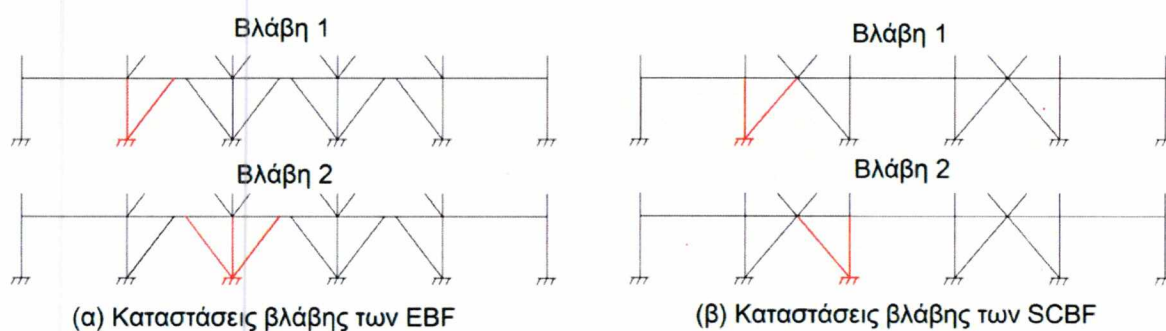 Βλάβη 1
Βλάβη 2
(α) Καταστάσεις βλάβης των EBF
Βλάβη 1
Βλάβη 2
(β) Καταστάσεις βλάβης των SCBF